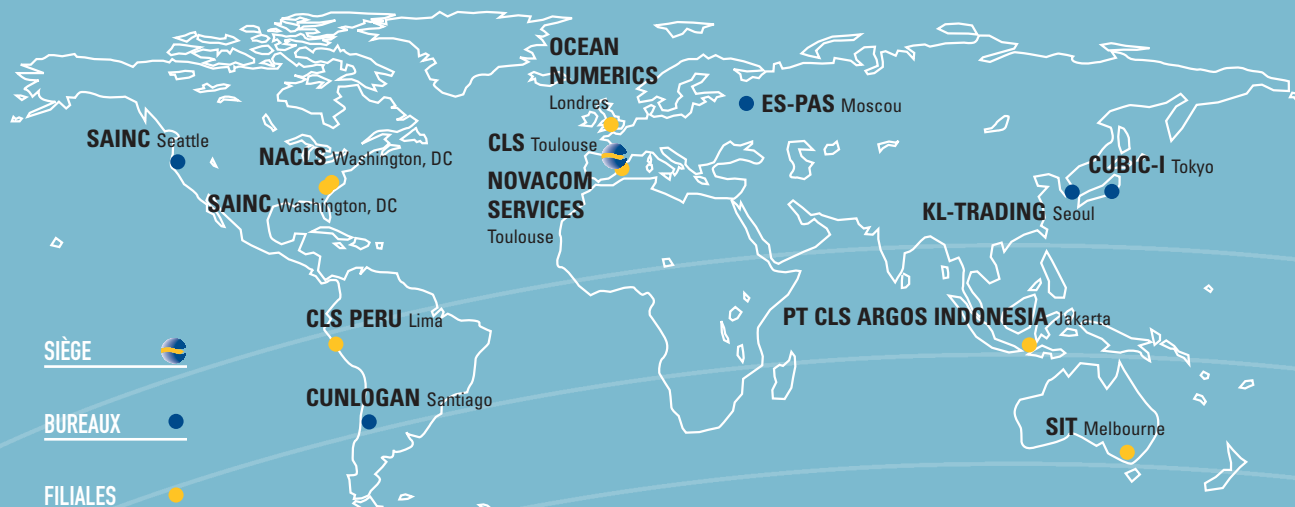 OCEAN
NUMERICS
Londres
ES-PAS Moscou
SAINC Seattle
NACLS Washington, DC
CLS Toulouse
CUBIC-I Tokyo
NOVACOM
SERVICES
Toulouse
SAINC Washington, DC
KL-TRADING Seoul
CLS PERU Lima
PT CLS ARGOS INDONESIA Jakarta
SIÈGE
CUNLOGAN Santiago
BUREAUX
SIT Melbourne
FILIALES